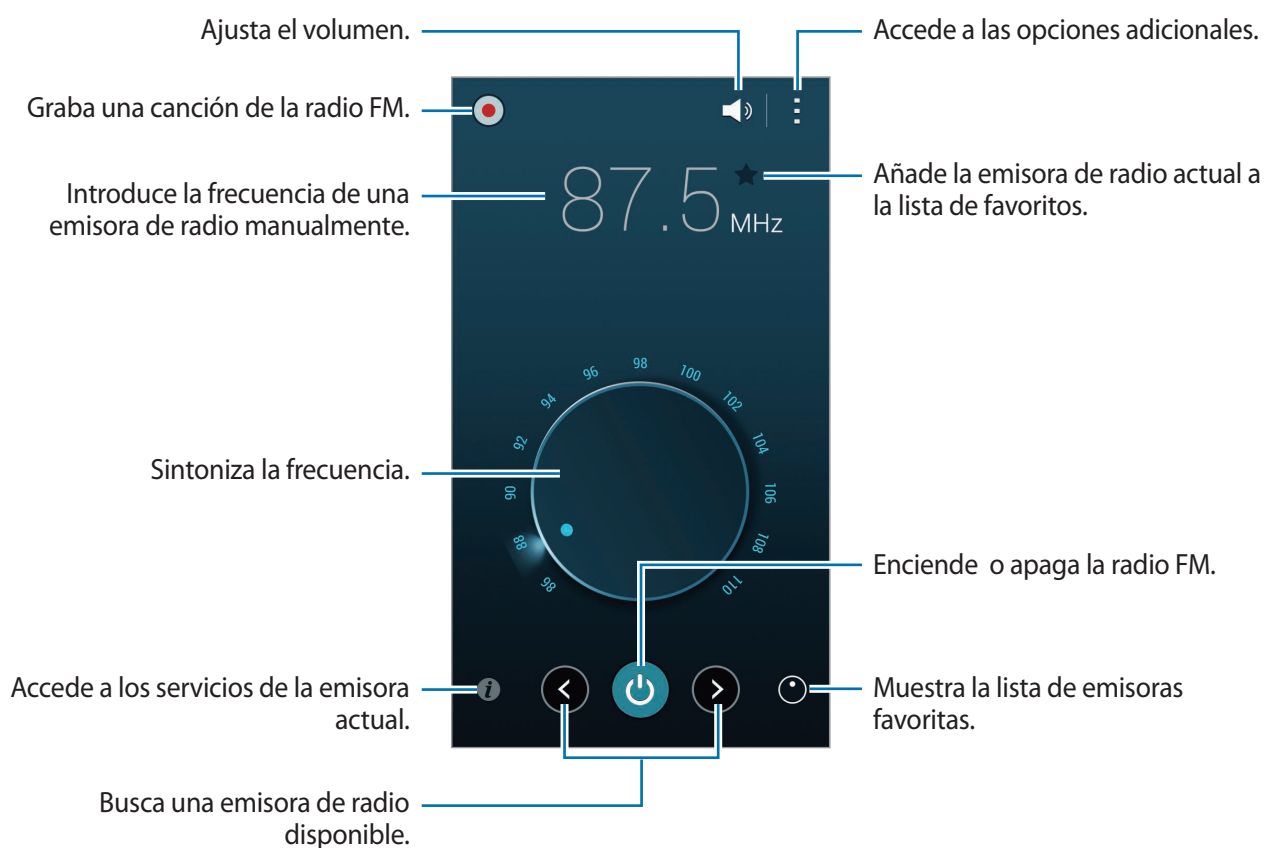 Ajusta el volumen.
Accede a las opciones adicionales.
Graba una canción de la radio FM.
Introduce la frecuencia de una
emisora de radio manualmente.
87.5
MHz
Añade la emisora de radio actual a
la lista de favoritos.
86
88
90
92
94
96
98
100
102
104
106
108
110
Sintoniza la frecuencia.
Enciende  o apaga la radio FM.
Accede a los servicios de la emisora
actual.
i
Muestra la lista de emisoras
favoritas.
Busca una emisora de radio
disponible.